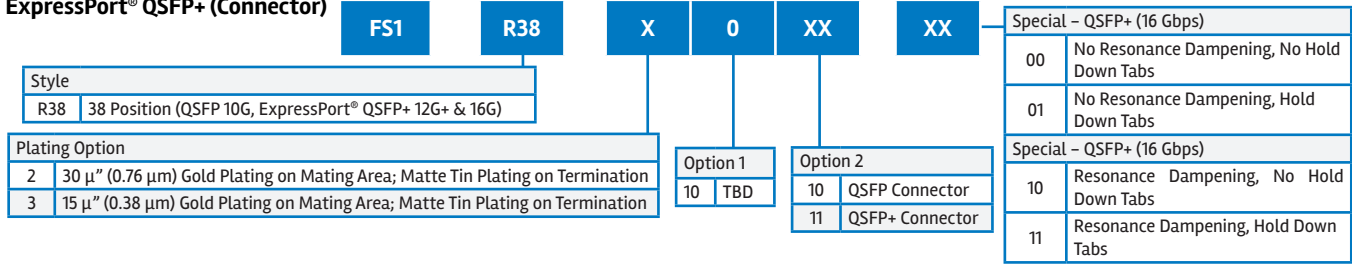 ExpressPort® QSFP+ (Connector)
FS1 R38 X 0 XX XX
Style
R38 38 Position (QSFP 10G, ExpressPort® QSFP+ 12G+ & 16G)
Plating Option
2 30 µ” (0.76 µm) Gold Plating on Mating Area; Matte Tin Plating on Termination
3 15 µ” (0.38 µm) Gold Plating on Mating Area; Matte Tin Plating on Termination
Option 1
10 TBD
Option 2
10 QSFP Connector
11 QSFP+ Connector
Special – QSFP+ (16 Gbps)
00 No Resonance Dampening, No Hold
Down Tabs
01 No Resonance Dampening, Hold
Down Tabs
Special – QSFP+ (16 Gbps)
10 Resonance Dampening, No Hold
Down Tabs
11 Resonance Dampening, Hold Down
Tabs